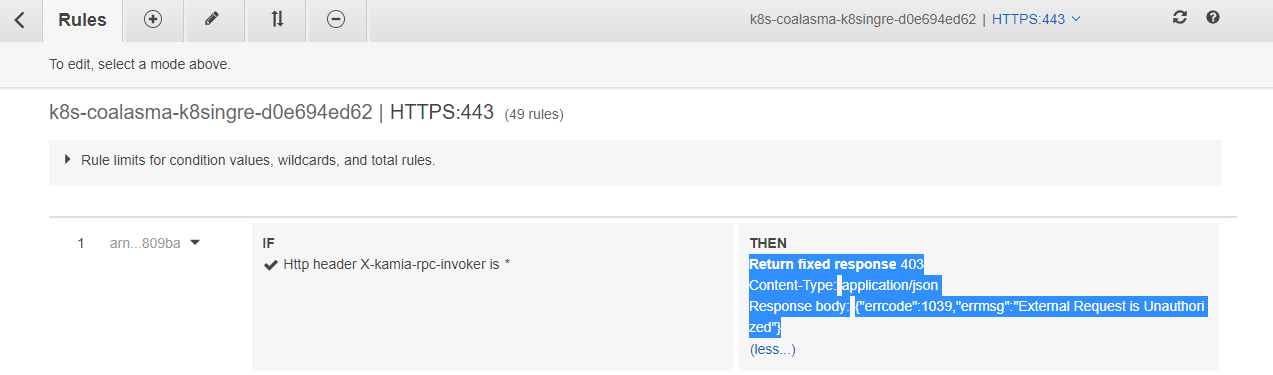 Rules
k8s-coalasma-k8singre-d0e694ed62 | HTTPS:443
To edit, select a mode above.
k8s-coalasma-k8singre-d0e694ed62 | HTTPS:443 (49 rules)
Rule limits for condition values, wildcards, and total rules.
1 arn...809ba
IF
Http header X-kamia-rpc-invoker is *
THEN
Return fixed response 403
Content-Type: application/json
Response body: {"errcode":1039,"errmsg":"External Request is Unauthori
zed"}
(less...)